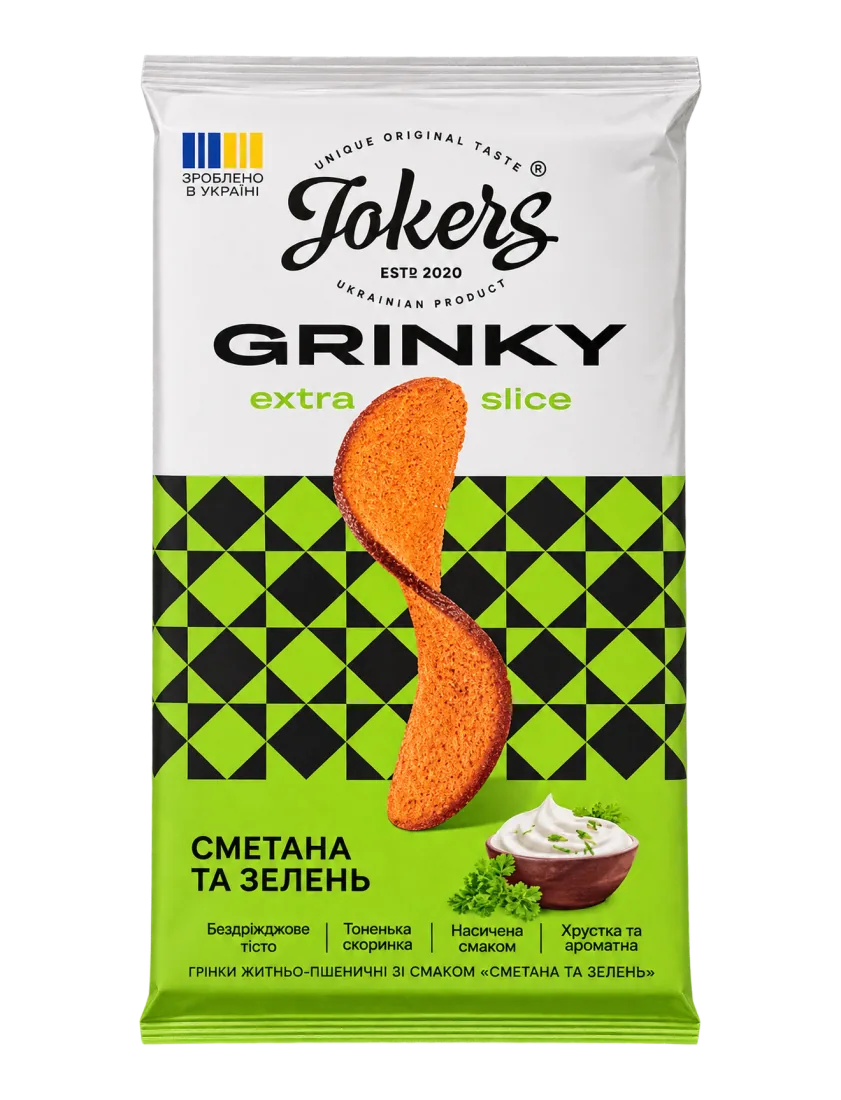 ЗРОБЛЕНО
В УКРАЇНІ
UNIQUE ORIGINAL TASTE ®
Jokers
ESTD 2020
UKRAINIAN PRODUCT
GRINKY
extra slice
СМЕТАНА
ТА ЗЕЛЕНЬ
Бездріжджове
тісто
Тоненька
скоринка
Насичена
смаком
Хрустка та
ароматна
ГРІНКИ ЖИТНЬО-ПШЕНИЧНІ ЗІ СМАКОМ «СМЕТАНА ТА ЗЕЛЕНЬ»